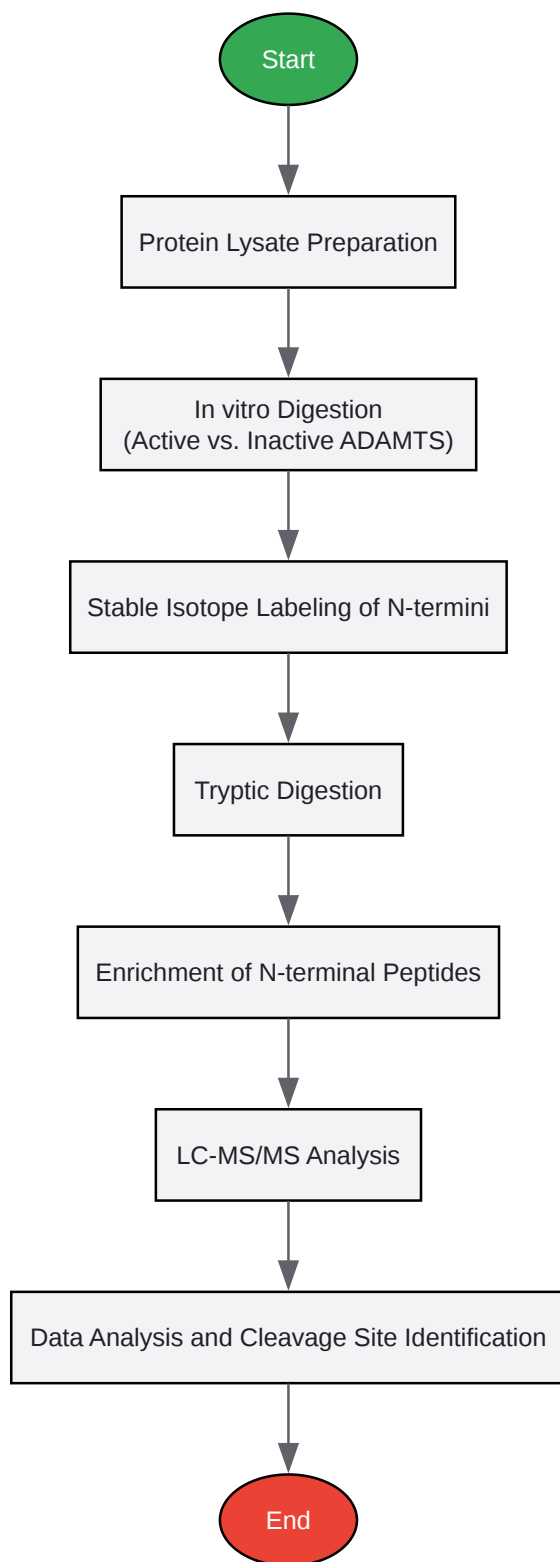 Start
Protein Lysate Preparation
In vitro Digestion
(Active vs. Inactive ADAMTS)
Stable Isotope Labeling of N-termini
Tryptic Digestion
Enrichment of N-terminal Peptides
LC-MS/MS Analysis
Data Analysis and Cleavage Site Identification
End